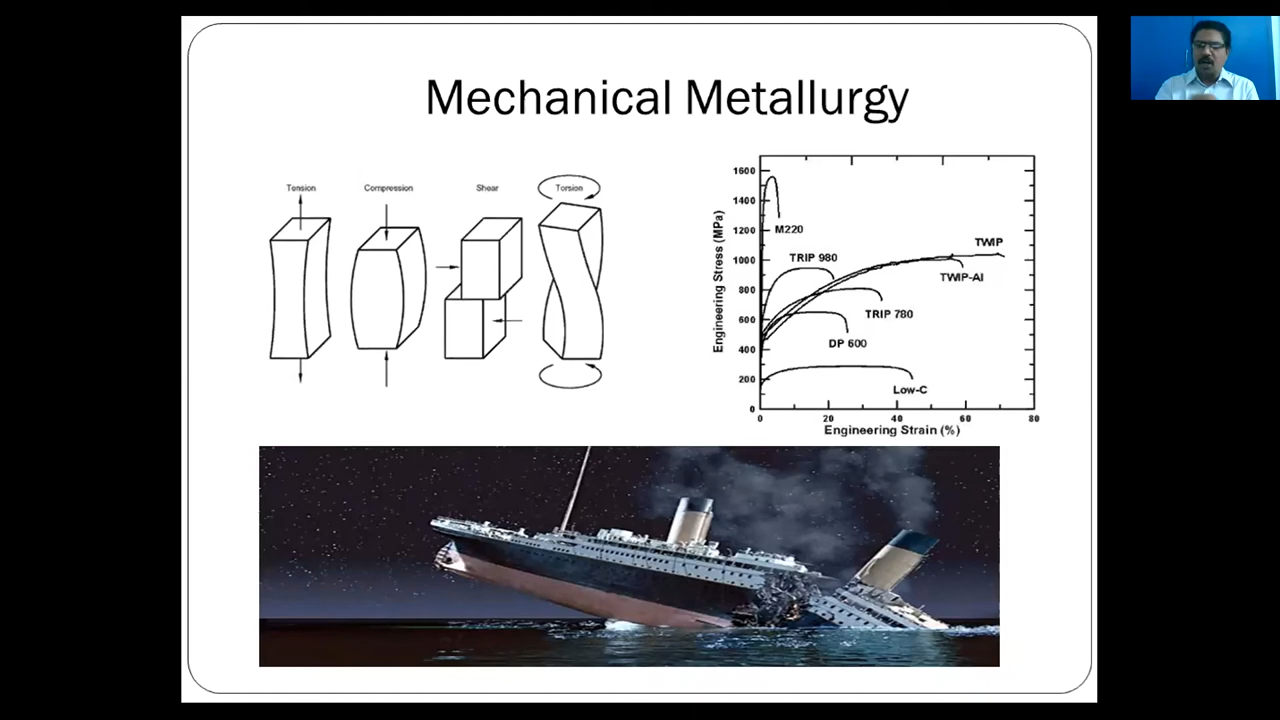 Mechanical Metallurgy
Tension
Compression
Shear
Torsion
Engineering Stress (MPa)
1600
1400
1200
1000
800
600
400
200
0
M220
TRIP 980
TWIP
TWIP-Al
TRIP 780
DP 600
Low-C
0 20 40 60 80
Engineering Strain (%)